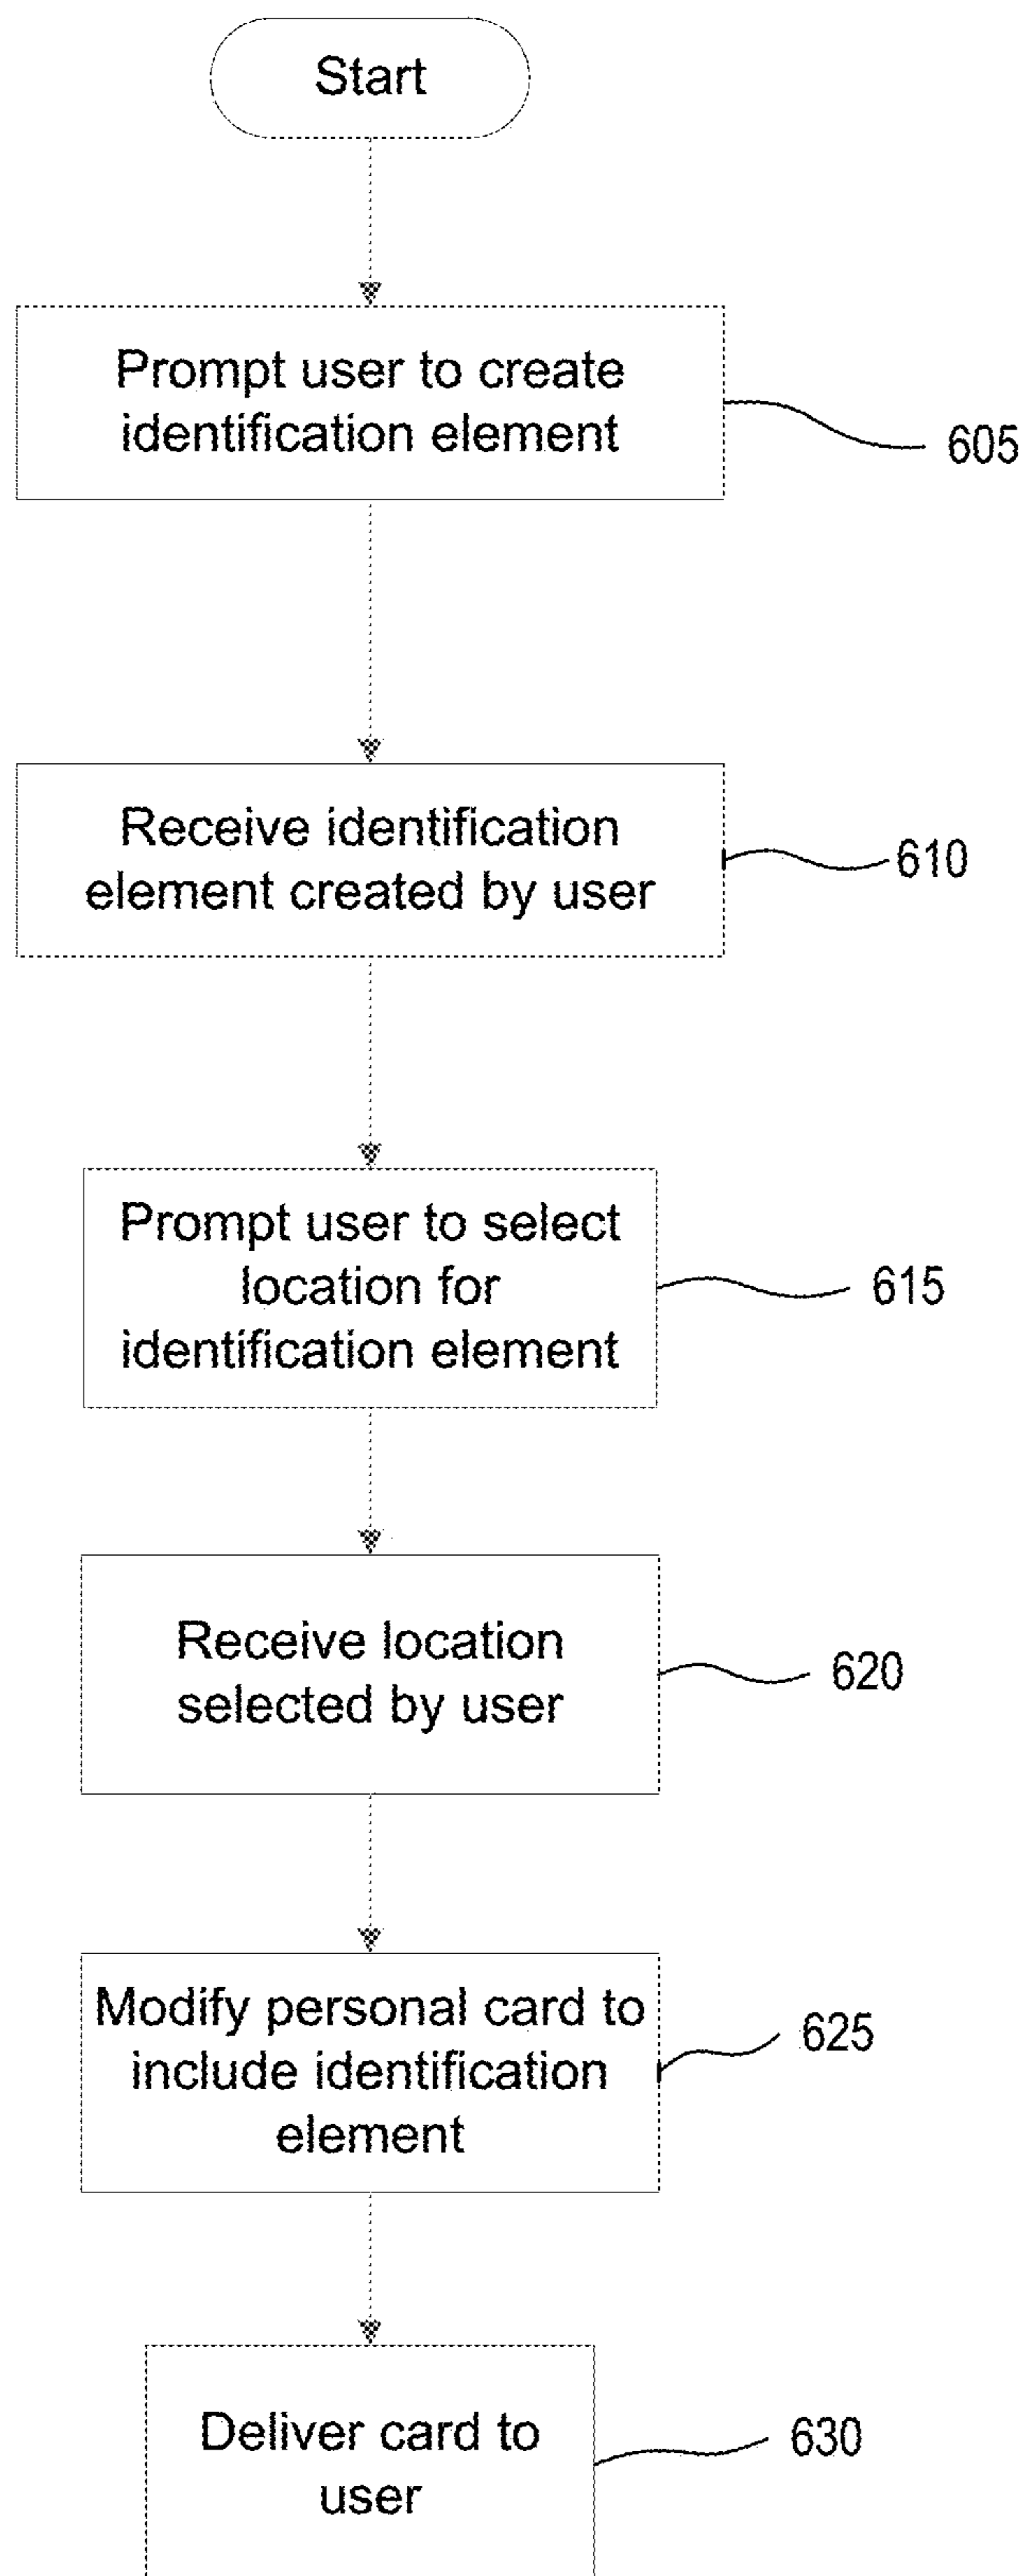 Start
Prompt user to create
identification element
605
Receive identification
element created by user
610
Prompt user to select
location for
identification element
615
Receive location
selected by user
620
Modify personal card to
include identification
element
625
Deliver card to
user
630